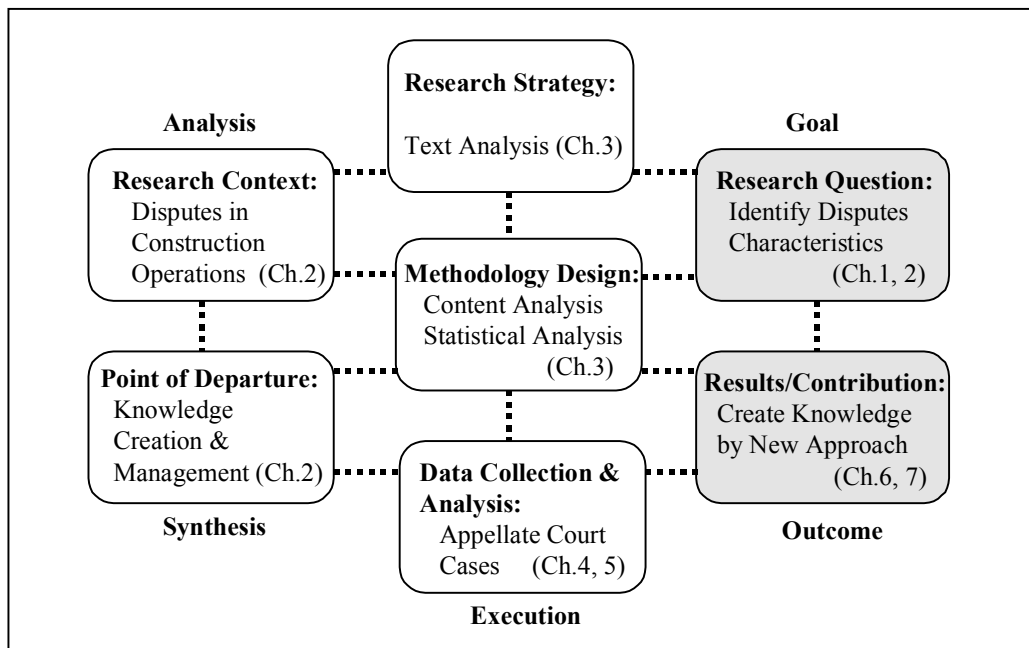 Research Strategy:
Text Analysis (Ch.3)
Analysis
Research Context:
Disputes in
Construction
Operations (Ch.2)
Goal
Research Question:
Identify Disputes
Characteristics
(Ch.1, 2)
Methodology Design:
Content Analysis
Statistical Analysis
(Ch.3)
Point of Departure:
Knowledge
Creation &
Management (Ch.2)
Synthesis
Results/Contribution:
Create Knowledge
by New Approach
(Ch.6, 7)
Outcome
Data Collection &
Analysis:
Appellate Court
Cases (Ch.4, 5)
Execution